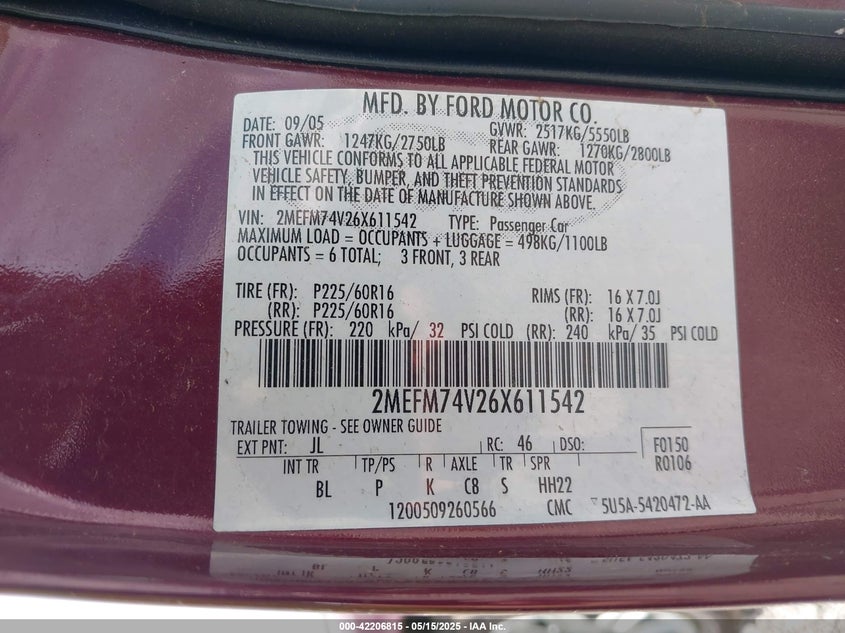 MFD. BY FORD MOTOR CO.
DATE: 09/05 GVWR: 2517KG/5550LB
FRONT GAWR: 1247KG/2750LB REAR GAWR: 1270KG/2800LB
THIS VEHICLE CONFORMS TO ALL APPLICABLE FEDERAL MOTOR
VEHICLE SAFETY, BUMPER, AND THEFT PREVENTION STANDARDS
IN EFFECT ON THE DATE OF MANUFACTURE SHOWN ABOVE.
VIN: 2MEFM74V26X611542 TYPE: Passenger Car
MAXIMUM LOAD = OCCUPANTS + LUGGAGE = 498KG/1100LB
OCCUPANTS = 6 TOTAL; 3 FRONT, 3 REAR
TIRE (FR): P225/60R16 RIMS (FR): 16 X 7.0J
(RR): P225/60R16 (RR): 16 X 7.0J
PRESSURE (FR): 220 kPa/ 32 PSI COLD (RR): 240 kPa/ 35 PSI COLD
2MEFM74V26X611542
TRAILER TOWING - SEE OWNER GUIDE
EXT PNT: JL RC: 46 DSO: F0150
R0106
INT TR TP/PS R AXLE TR SPR
BL P K C8 S HH22
1200509260566 CMC 5U5A-5420472-AA
000-42206815 - 05/15/2025 - IAA Inc.